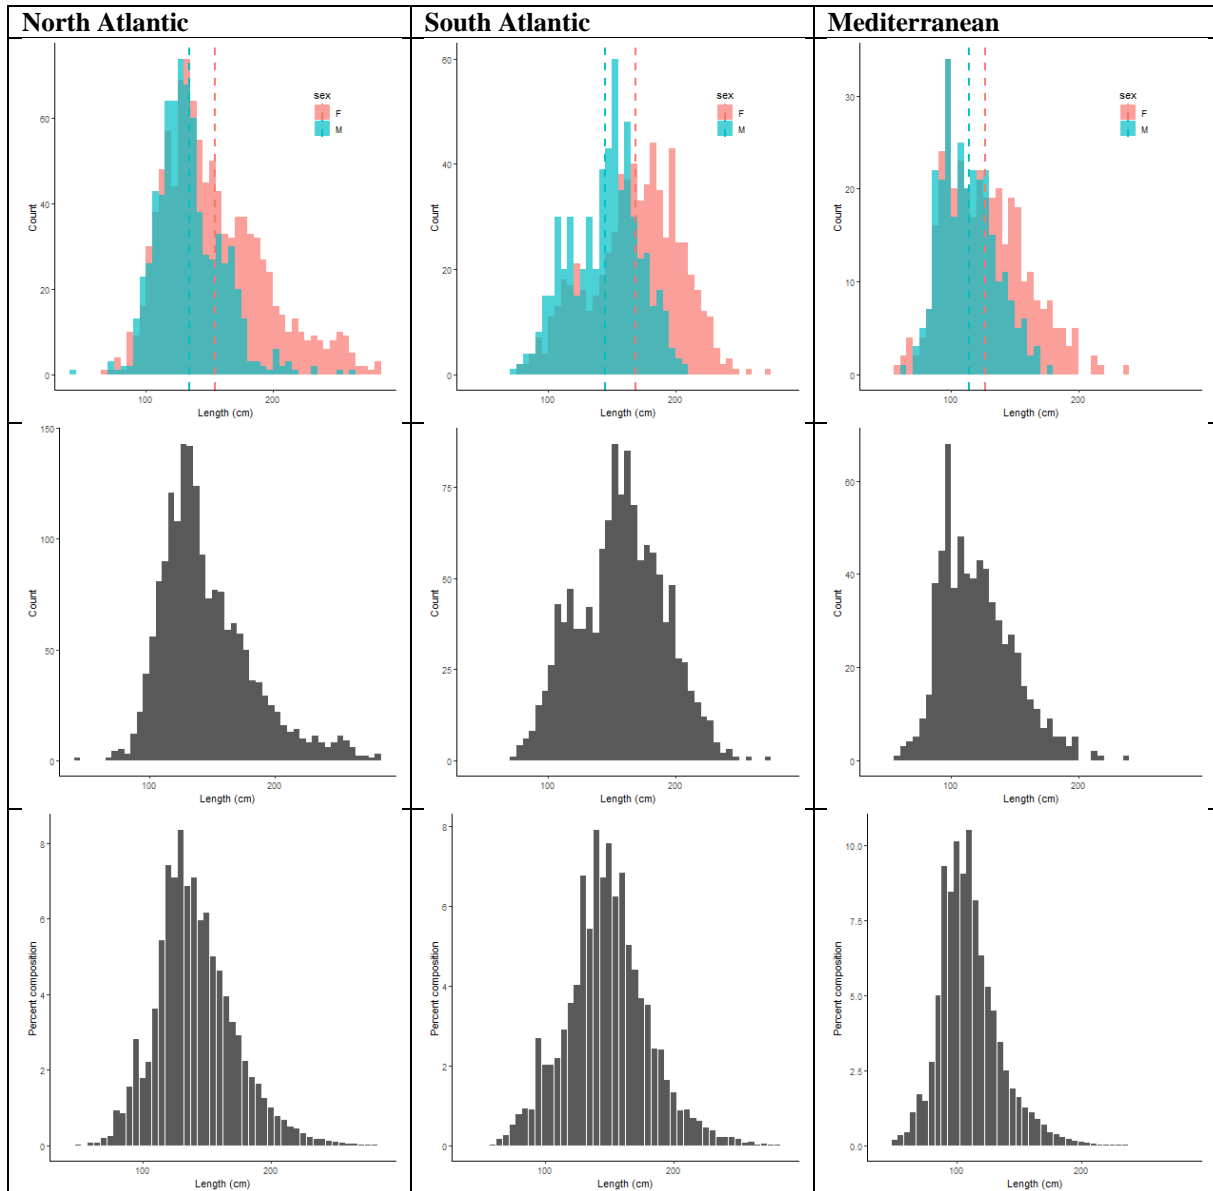 North Atlantic
South Atlantic
Mediterranean
60
40
20
0
Count
100
200
Length (cm)
sex
F
M
60
40
20
0
Count
100
200
Length (cm)
sex
F
M
30
20
10
0
Count
100
200
Length (cm)
sex
F
M
150
100
50
0
Count
100
200
Length (cm)
75
50
25
0
Count
100
200
Length (cm)
60
40
20
0
Count
100
200
Length (cm)
8
6
4
2
0
Percent composition
100
200
Length (cm)
8
6
4
2
0
Percent composition
100
200
Length (cm)
10.0
7.5
5.0
2.5
0.0
Percent composition
100
200
Length (cm)